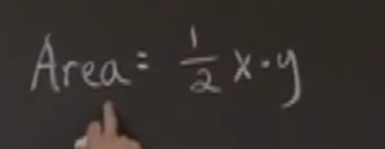 Area = 1/2 x · y